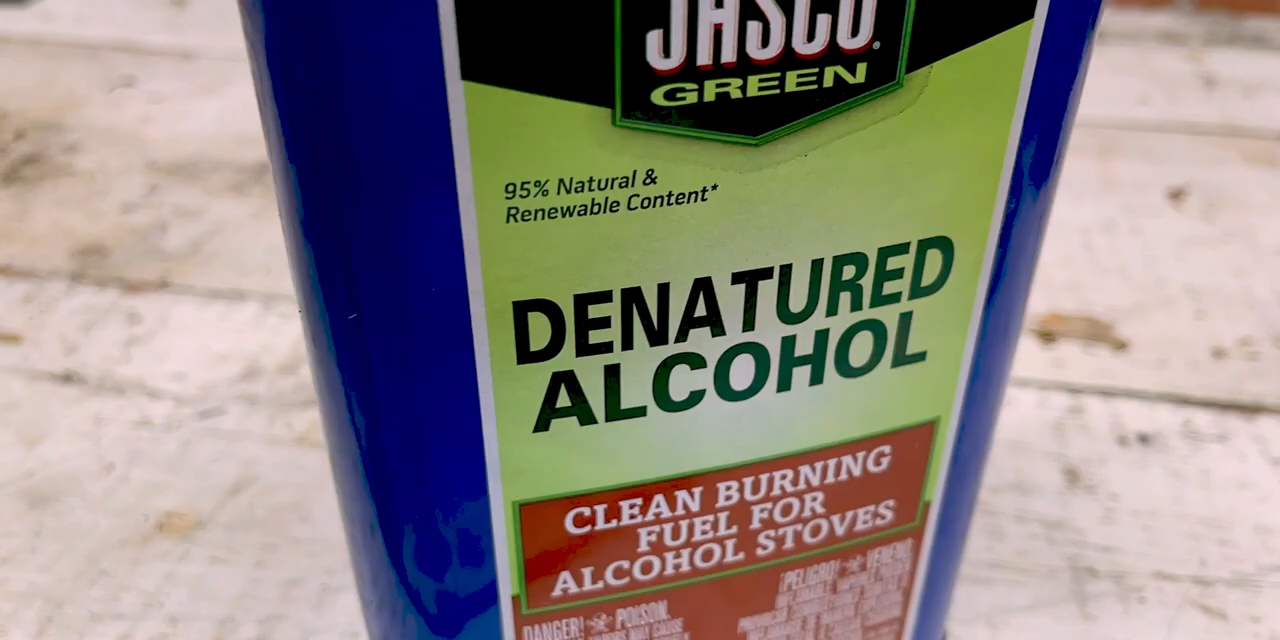 JASCO
GREEN
95% Natural &
Renewable Content*
DENATURED
ALCOHOL
CLEAN BURNING
FUEL FOR
ALCOHOL STOVES
DANGER! POISON.
¡PELIGRO! VENENO